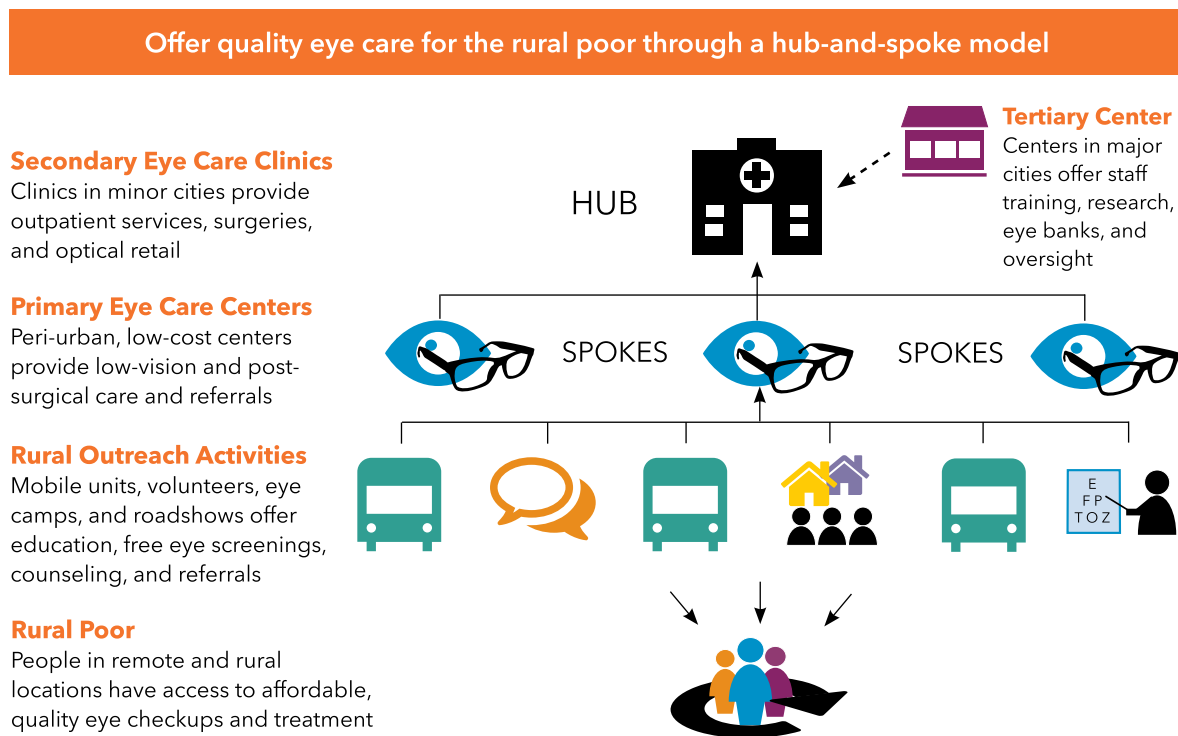 Offer quality eye care for the rural poor through a hub-and-spoke model
Secondary Eye Care Clinics
Clinics in minor cities provide
outpatient services, surgeries,
and optical retail
HUB
Tertiary Center
Centers in major
cities offer staff
training, research,
eye banks, and
oversight
Primary Eye Care Centers
Peri-urban, low-cost centers
provide low-vision and post-
surgical care and referrals
SPOKES
SPOKES
Rural Outreach Activities
Mobile units, volunteers, eye
camps, and roadshows offer
education, free eye screenings,
counseling, and referrals
E
F P
T O Z
Rural Poor
People in remote and rural
locations have access to affordable,
quality eye checkups and treatment